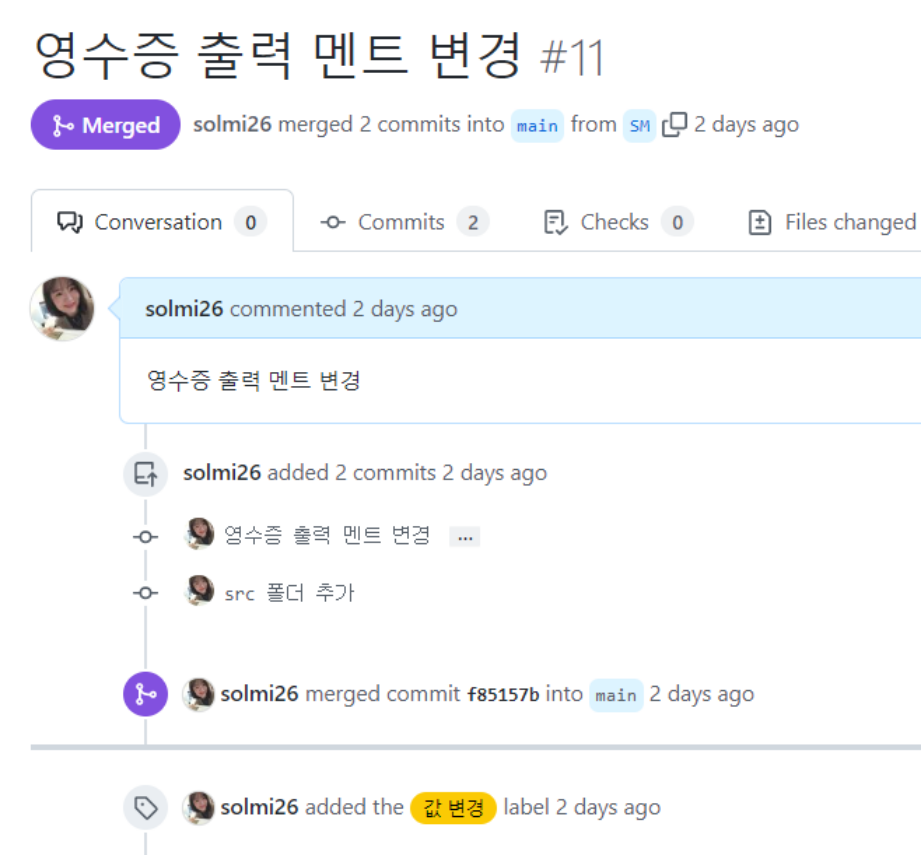 영수증 출력 멘트 변경 #11
Merged solmi26 merged 2 commits into main from SM 2 days ago
Conversation 0 Commits 2 Checks 0 Files changed
solmi26 commented 2 days ago
영수증 출력 멘트 변경
solmi26 added 2 commits 2 days ago
영수증 출력 멘트 변경 ...
src 폴더 추가
solmi26 merged commit f85157b into main 2 days ago
solmi26 added the 값 변경 label 2 days ago